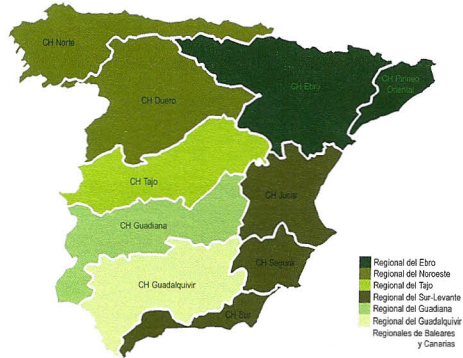 CH Norte
CH Ebro
CH Pirineo
Oriental
CH Duero
CH Tajo
CH Jucar
CH Guadiana
CH Segura
CH Guadalquivir
CH Sur
Regional del Ebro
Regional del Noroeste
Regional del Tajo
Regional del Sur-Levante
Regional del Guadiana
Regional del Guadalquivir
Regionales de Baleares
y Canarias